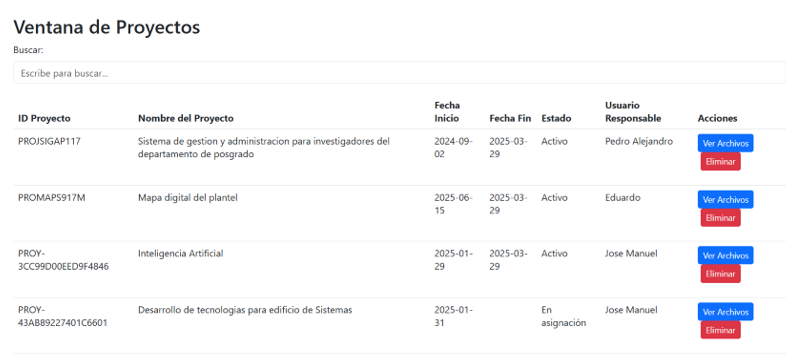 Ventana de Proyectos
Buscar:
Escribe para buscar...
ID Proyecto Nombre del Proyecto Fecha Inicio Fecha Fin Estado Usuario Responsable Acciones
PROJSIGAP117 Sistema de gestion y administracion para investigadores del 2024-09- 2025-03- Activo Pedro Alejandro Ver Archivos
departamento de posgrado 02 29 Eliminar
PROMAPS917M Mapa digital del plantel 2025-06- 2025-03- Activo Eduardo Ver Archivos
15 29 Eliminar
PROY- Inteligencia Artificial 2025-01- 2025-03- Activo Jose Manuel Ver Archivos
3CC99D00EED9F4846 29 29 Eliminar
PROY- Desarrollo de tecnologias para edificio de Sistemas 2025-01- En Jose Manuel Ver Archivos
43AB89227401C6601 31 asignación Eliminar